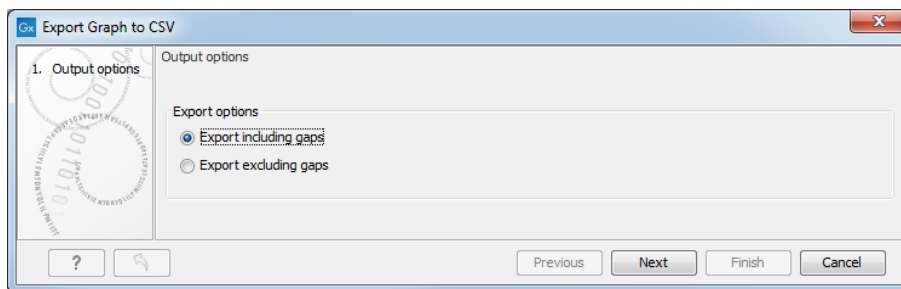 Gx Export Graph to CSV
1. Output options
Output options
Export options
Export including gaps
Export excluding gaps
?
Previous
Next
Finish
Cancel